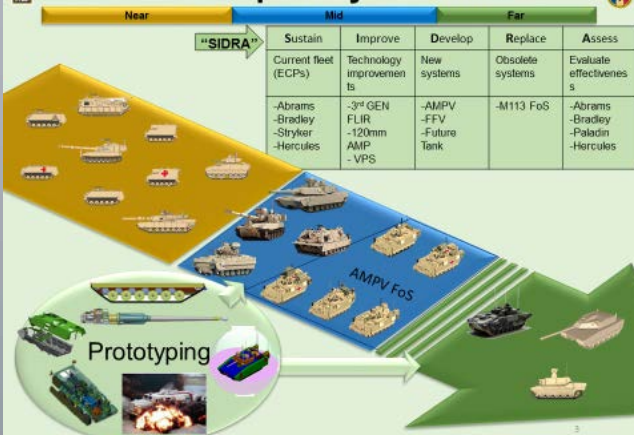 Near
Mid
Far
"SIDRA"
Sustain
Improve
Develop
Replace
Assess
Current fleet
(ECPs)
Technology
improvemen
ts
New
systems
Obsolete
systems
Evaluate
effectivenes
s
-Abrams
-Bradley
-Stryker
-Hercules
-3rd GEN
FLIR
-120mm
AMP
- VPS
-AMPV
-FFV
-Future
Tank
-M113 FoS
-Abrams
-Bradley
-Paladin
-Hercules
AMPV FoS
Prototyping
3